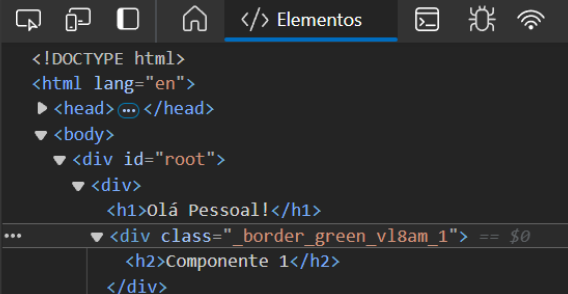 </> Elementos
<!DOCTYPE html>
<html lang="en">
<head>…</head>
<body>
<div id="root">
<div>
<h1>Olá Pessoal!</h1>
<div class="_border_green_vl8am_1"> == $0
<h2>Componente 1</h2>
</div>